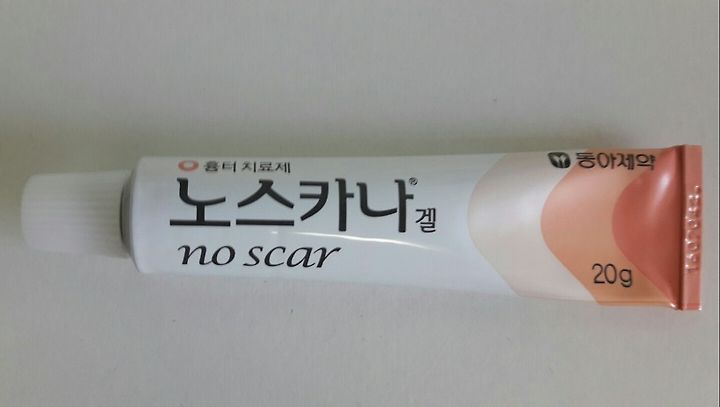 흉터 치료제
노스카나® 겔
no scar
동아제약
20g